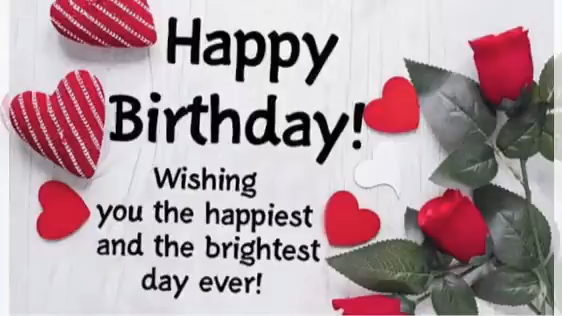 Happy
Birthday!
Wishing
you the happiest
and the brightest
day ever!